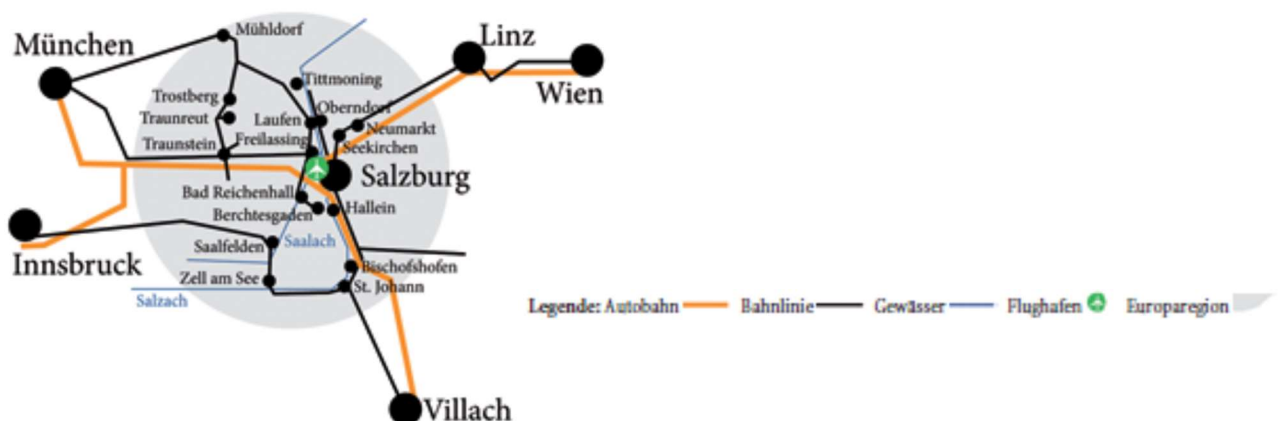 Mühldorf
München
Linz
Wien
Tittmoning
Trostberg
Oberndorf
Traunreut
Laufen
Neumarkt
Traunstein
Freilassing
Seekirchen
Salzburg
Bad Reichenhall
Berchtesgaden
Hallein
Saalfelden
Saalach
Innsbruck
Bischofshofen
Zell am See
St. Johann
Salzach
Legende: Autobahn Bahnlinie Gewässer Flughafen Europaregion
Villach